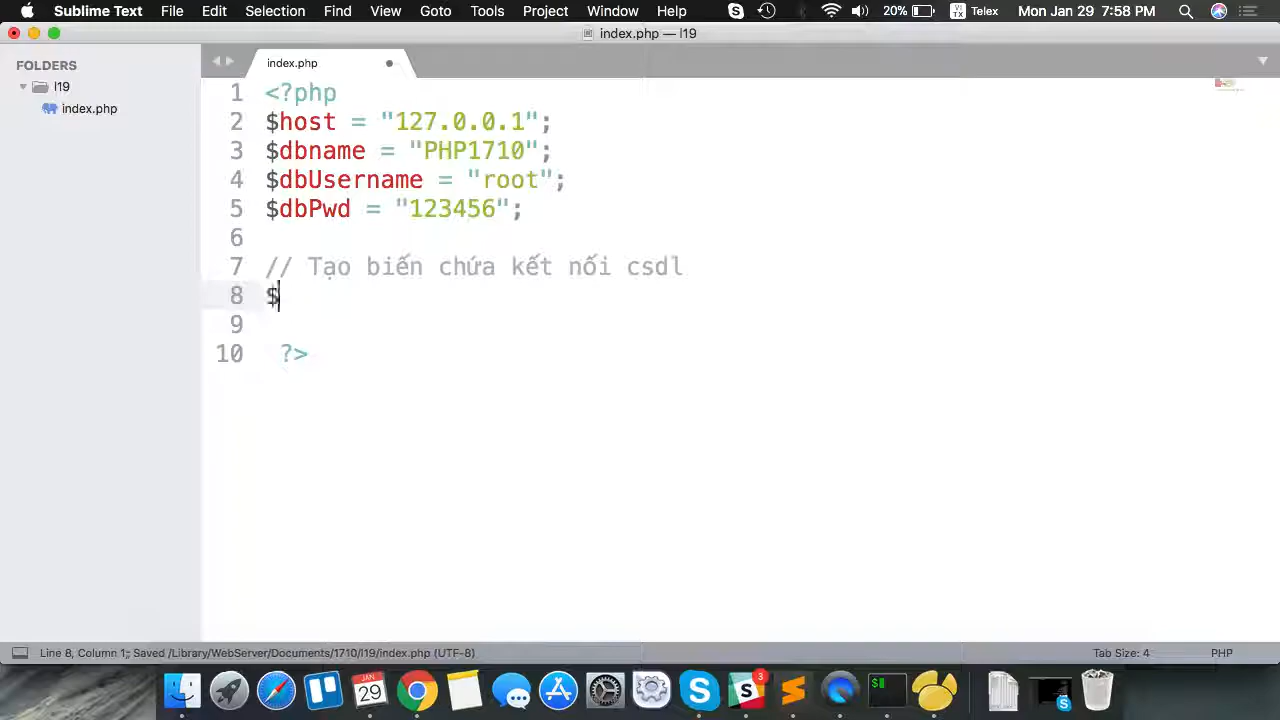 Sublime Text File Edit Selection Find View Goto Tools Project Window Help 20% VI TX Telex Mon Jan 29 7:58 PM
index.php — l19
FOLDERS
l19
index.php
index.php
1 <?php
2 $host = "127.0.0.1";
3 $dbname = "PHP1710";
4 $dbUsername = "root";
5 $dbPwd = "123456";
6
7 // Tạo biến chứa kết nối csdl
8 $
9
10 ?>
Line 8, Column 1;; Saved /Library/WebServer/Documents/1710/l19/index.php (UTF-8) Tab Size: 4 PHP
JAN
29
3